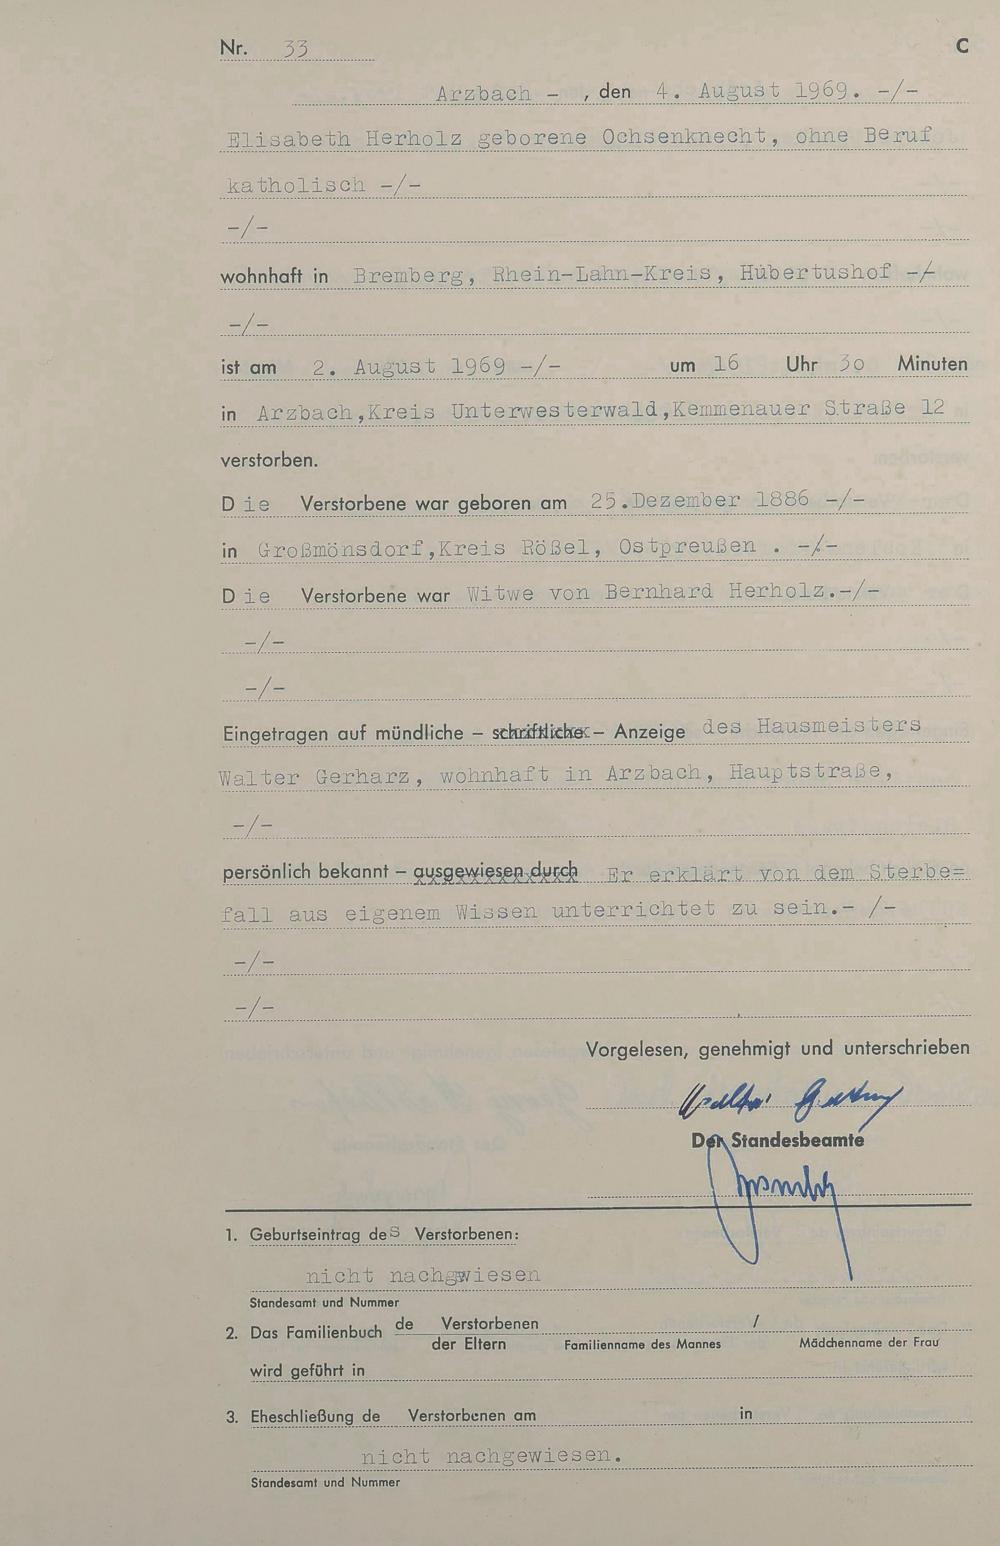 Nr. 33 C
Arzbach - , den 4. August 1969. -/-
Elisabeth Herholz geborene Ochsenknecht, ohne Beruf
katholisch -/-
-/-
wohnhaft in Bremberg, Rhein-Lahn-Kreis, Hubertushof -/-
-/-
ist am 2. August 1969 -/- um 16 Uhr 30 Minuten
in Arzbach,Kreis Unterwesterwald,Kemmenauer Straße 12
verstorben.
Die Verstorbene war geboren am 25.Dezember 1886 -/-
in Großmönsdorf,Kreis Rößel, Ostpreußen . -/-
Die Verstorbene war Witwe von Bernhard Herholz.-/-
-/-
-/-
Eingetragen auf mündliche – schriftliche – Anzeige des Hausmeisters
Walter Gerharz, wohnhaft in Arzbach, Hauptstraße,
-/-
persönlich bekannt – ausgewiesen durch Er erklärt von dem Sterbe=
fall aus eigenem Wissen unterrichtet zu sein.- /-
-/-
-/-
Vorgelesen, genehmigt und unterschrieben
Walter
Der Standesbeamte
1. Geburtseintrag des Verstorbenen:
nicht nachgewiesen
Standesamt und Nummer
2. Das Familienbuch de Verstorbenen /
der Eltern Familienname des Mannes Mädchenname der Frau
wird geführt in
3. Eheschließung de Verstorbenen am in
nicht nachgewiesen.
Standesamt und Nummer